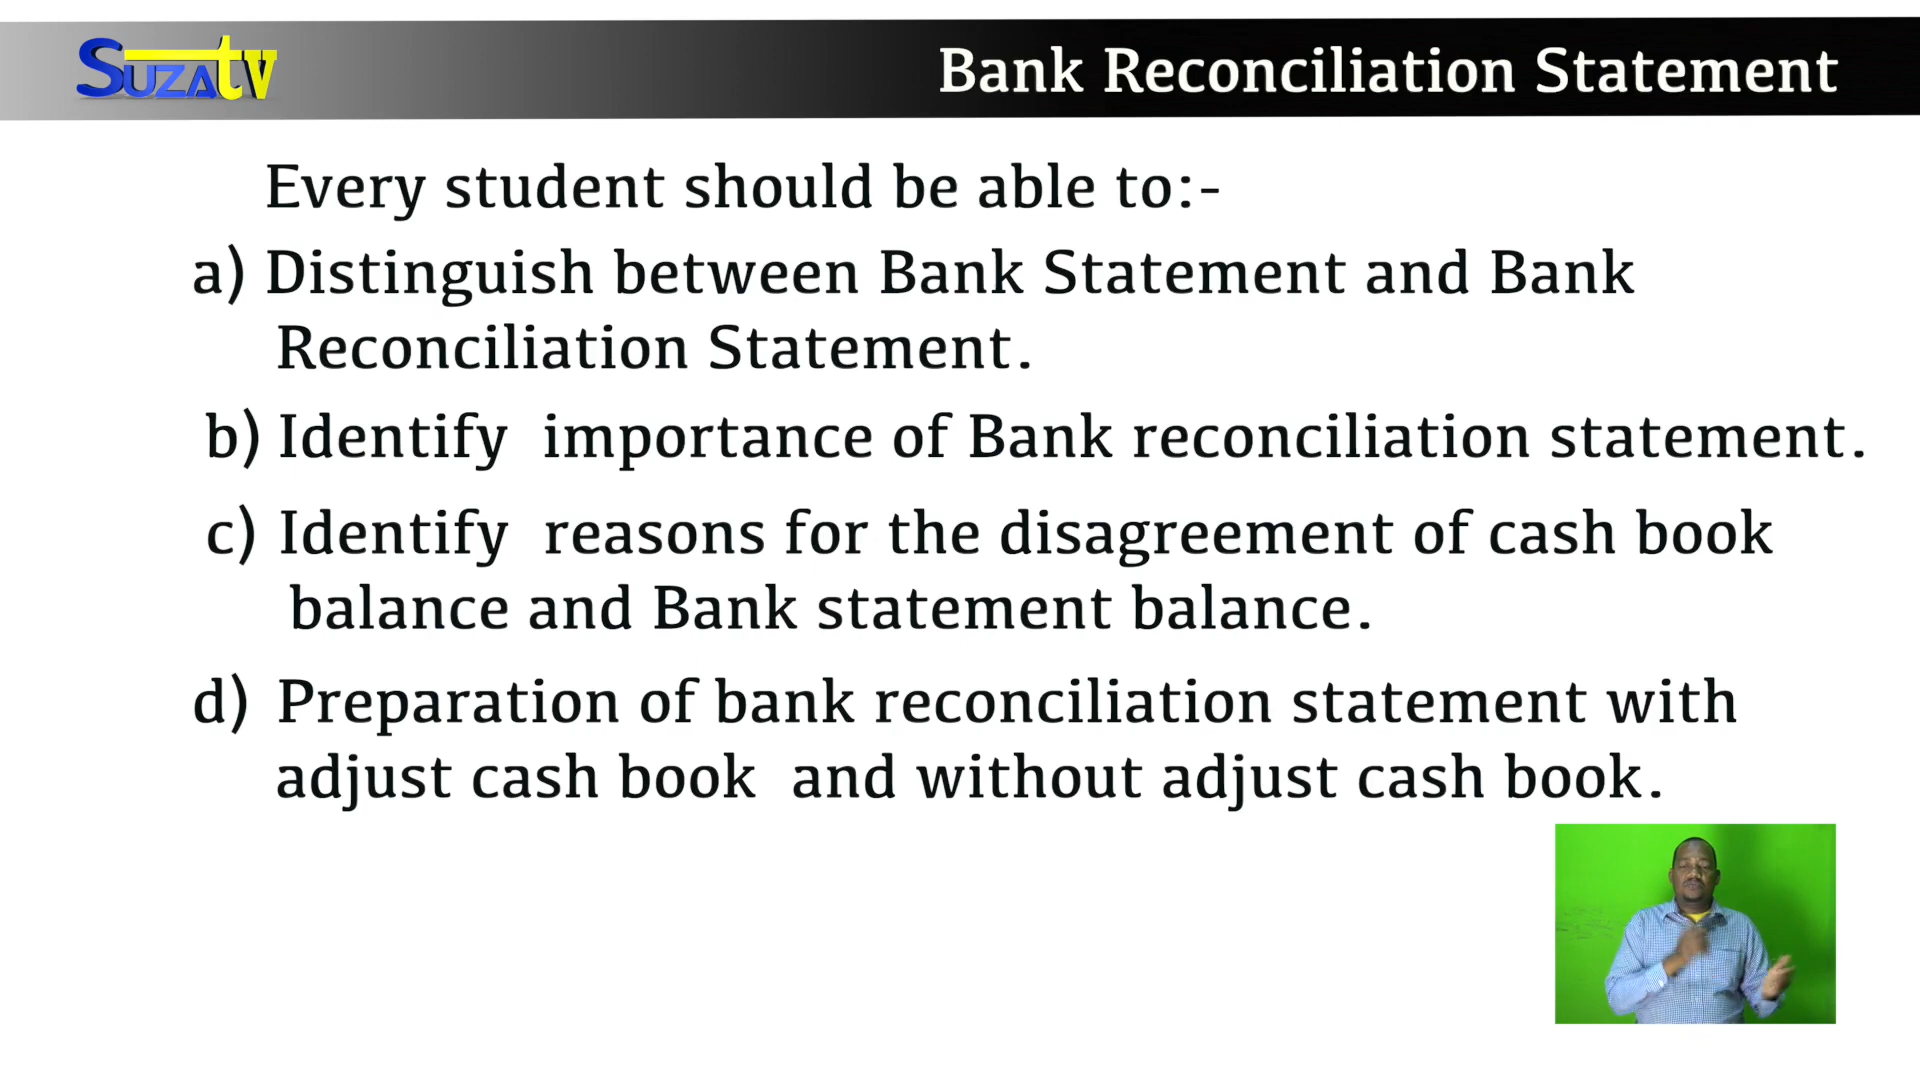 SUZAtv
Bank Reconciliation Statement
Every student should be able to:-
a) Distinguish between Bank Statement and Bank
Reconciliation Statement.
b) Identify importance of Bank reconciliation statement.
c) Identify reasons for the disagreement of cash book
balance and Bank statement balance.
d) Preparation of bank reconciliation statement with
adjust cash book and without adjust cash book.